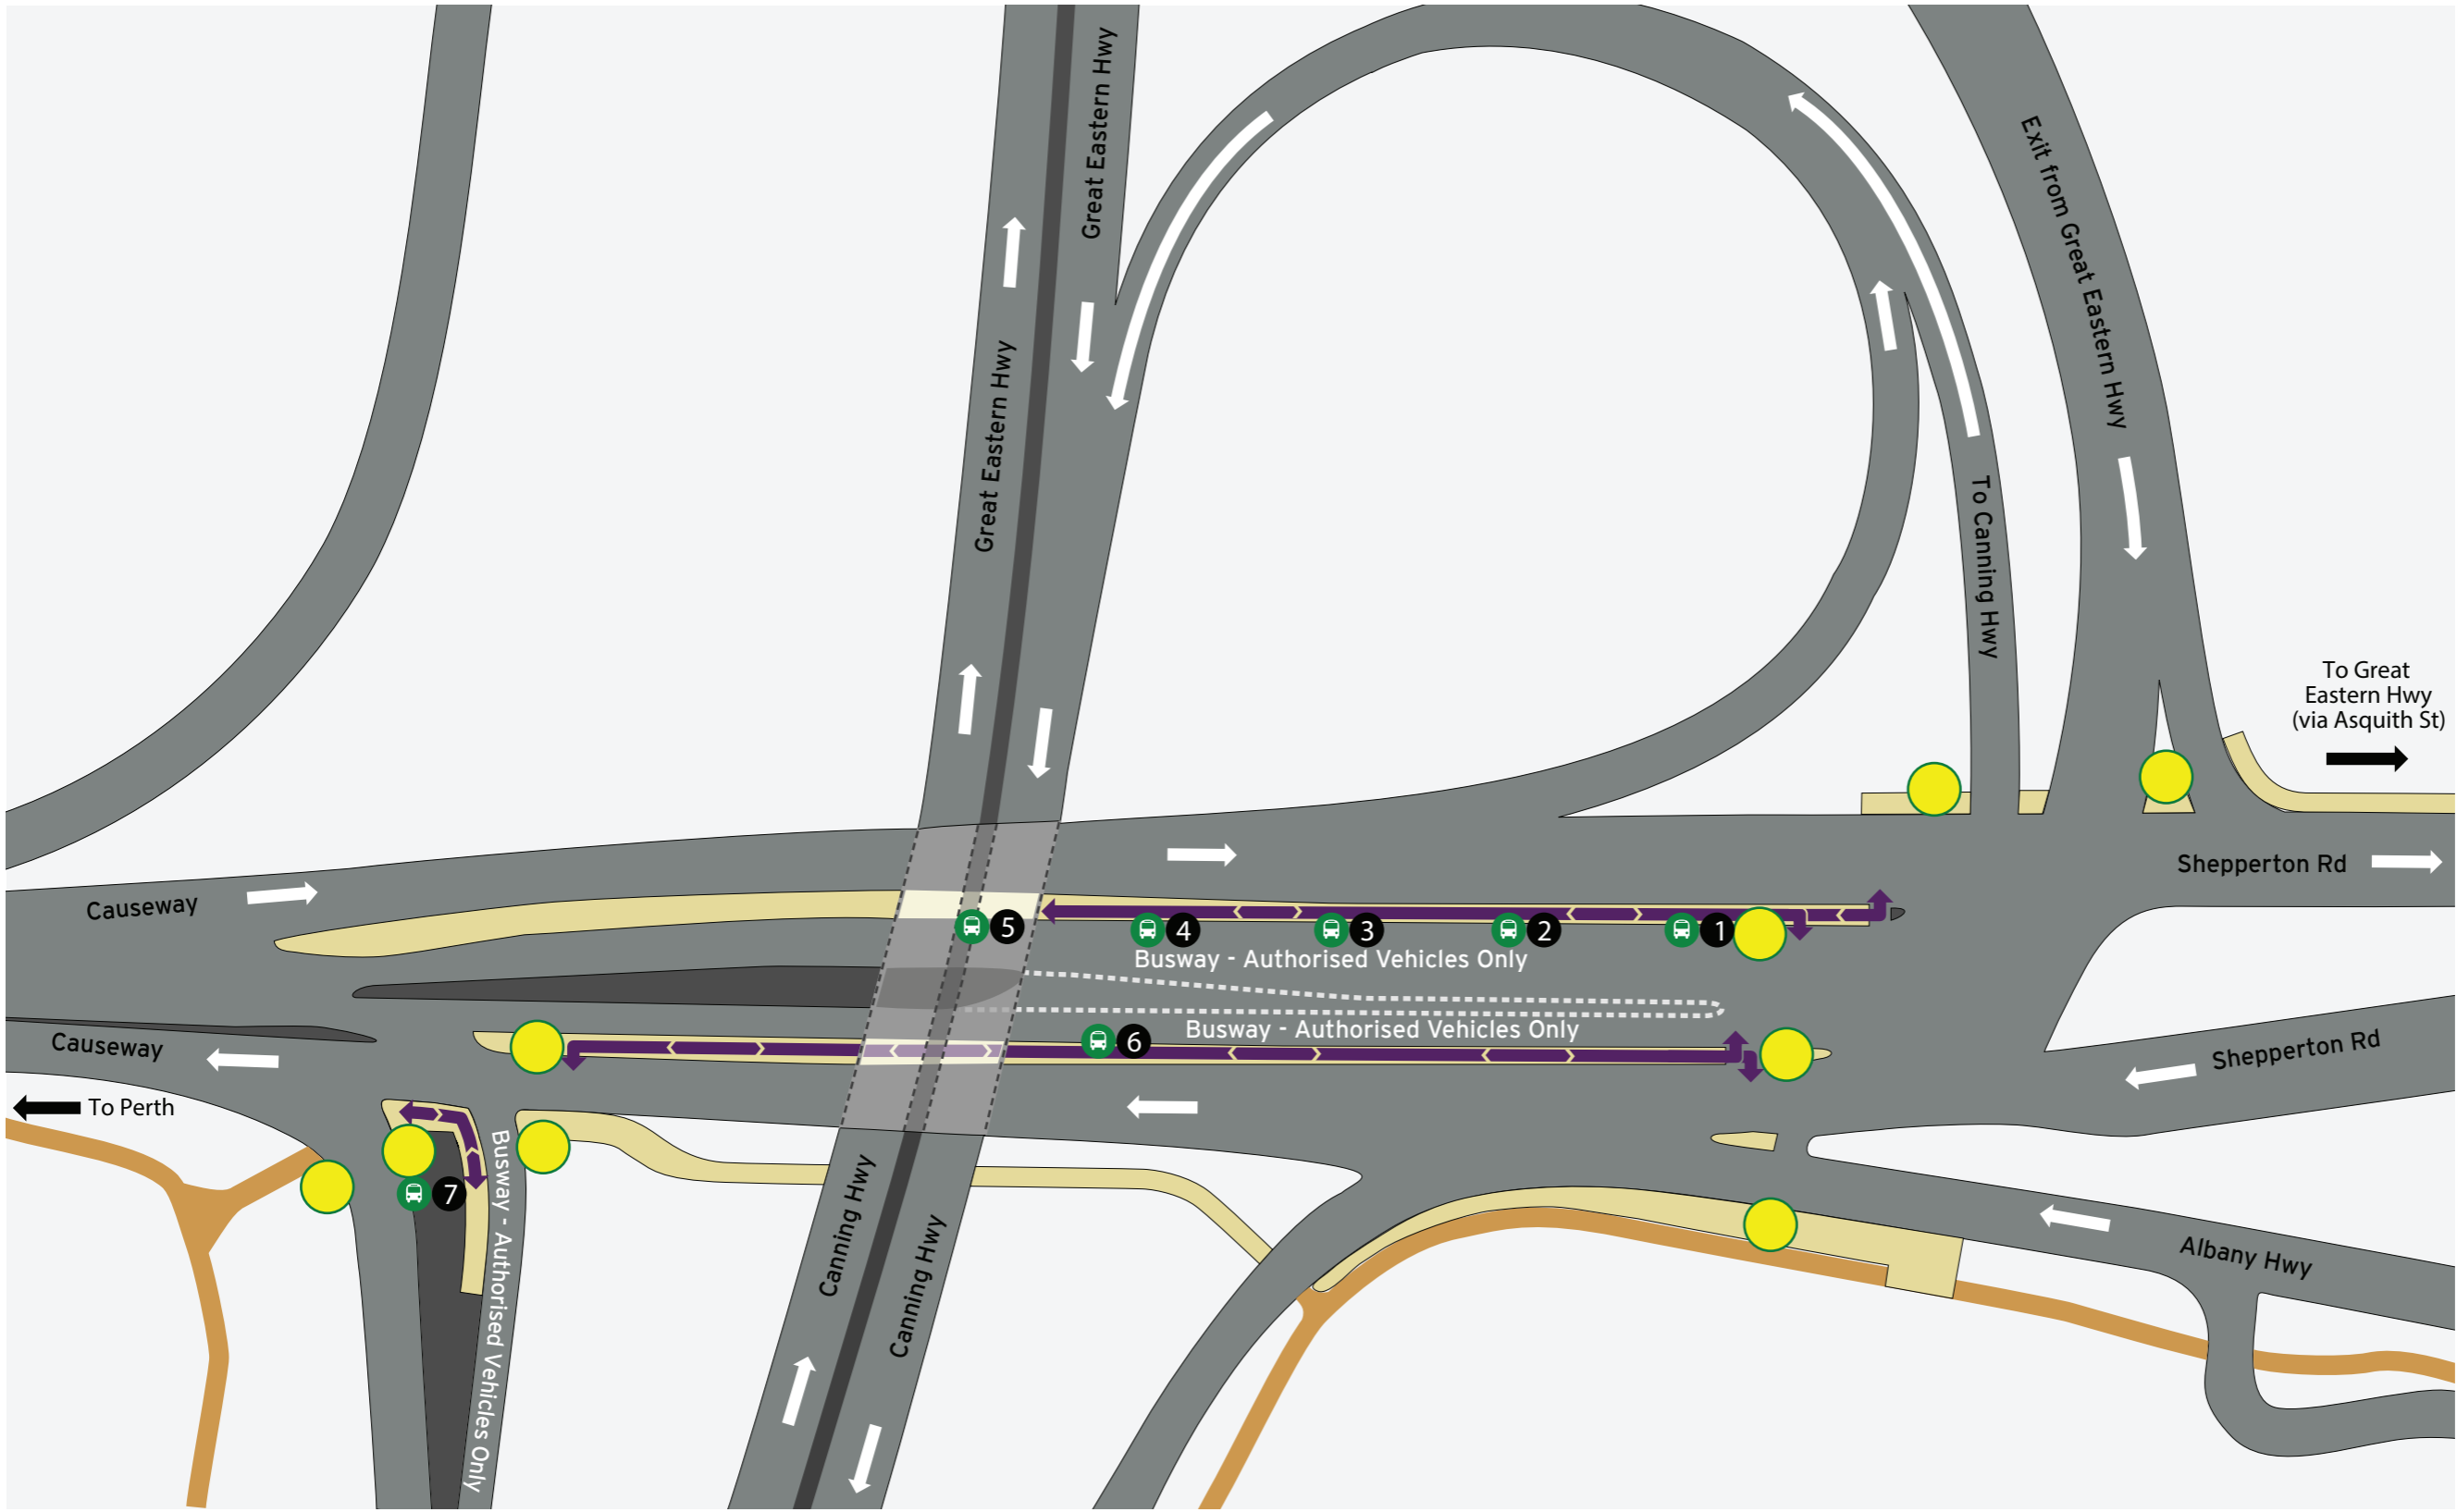 Great Eastern Hwy
Great Eastern Hwy
Exit from Great Eastern Hwy
To Canning Hwy
To Great
Eastern Hwy
(via Asquith St)
Causeway
Shepperton Rd
5
4
3
2
1
Busway - Authorised Vehicles Only
Busway - Authorised Vehicles Only
6
Causeway
Shepperton Rd
To Perth
7
Busway - Authorised Vehicles Only
Canning Hwy
Canning Hwy
Albany Hwy